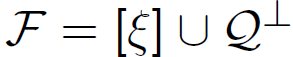 ℱ = [ξ] ∪ 𝒬^⊥